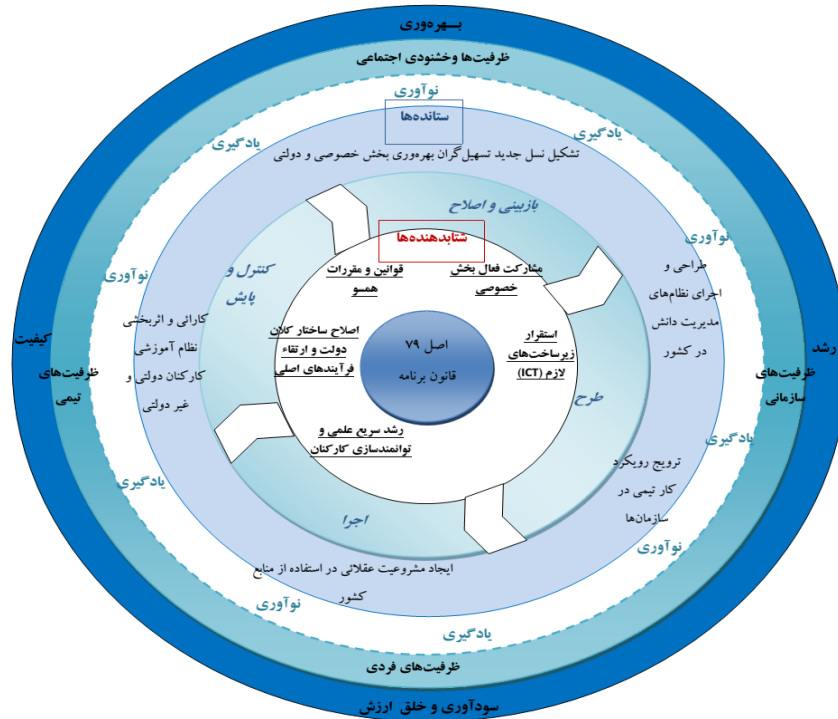 بهره‌وری
ظرفیت‌ها وخشنودی اجتماعی
نوآوری
ستانده‌ها
یادگیری
یادگیری
تشکیل نسل جدید تسهیل‌گران بهره‌وری بخش خصوصی و دولتی
بازبینی و اصلاح
شتابدهنده‌ها
نوآوری
طراحی و
اجرای نظام‌های
مدیریت دانش
در کشور
مشارکت فعال بخش
خصوصی
قوانین و مقررات
همسو
کنترل و
پایش
نوآوری
کارائی و اثربخشی
نظام آموزشی
کارکنان دولتی و
غیر دولتی
استقرار
زیرساخت‌های
لازم (ICT)
اصل ۷۹
قانون برنامه
اصلاح ساختار کلان
دولت و ارتقاء
فرآیندهای اصلی
رشد
ظرفیت‌های
سازمانی
کیفیت
ظرفیت‌های
تیمی
طرح
رشد سریع علمی و
توانمندسازی کارکنان
یادگیری
ترویج رویکرد
کار تیمی در
سازمان‌ها
یادگیری
اجرا
نوآوری
ایجاد مشروعیت عقلائی در استفاده از منابع
کشور
نوآوری
یادگیری
ظرفیت‌های فردی
سودآوری و خلق ارزش